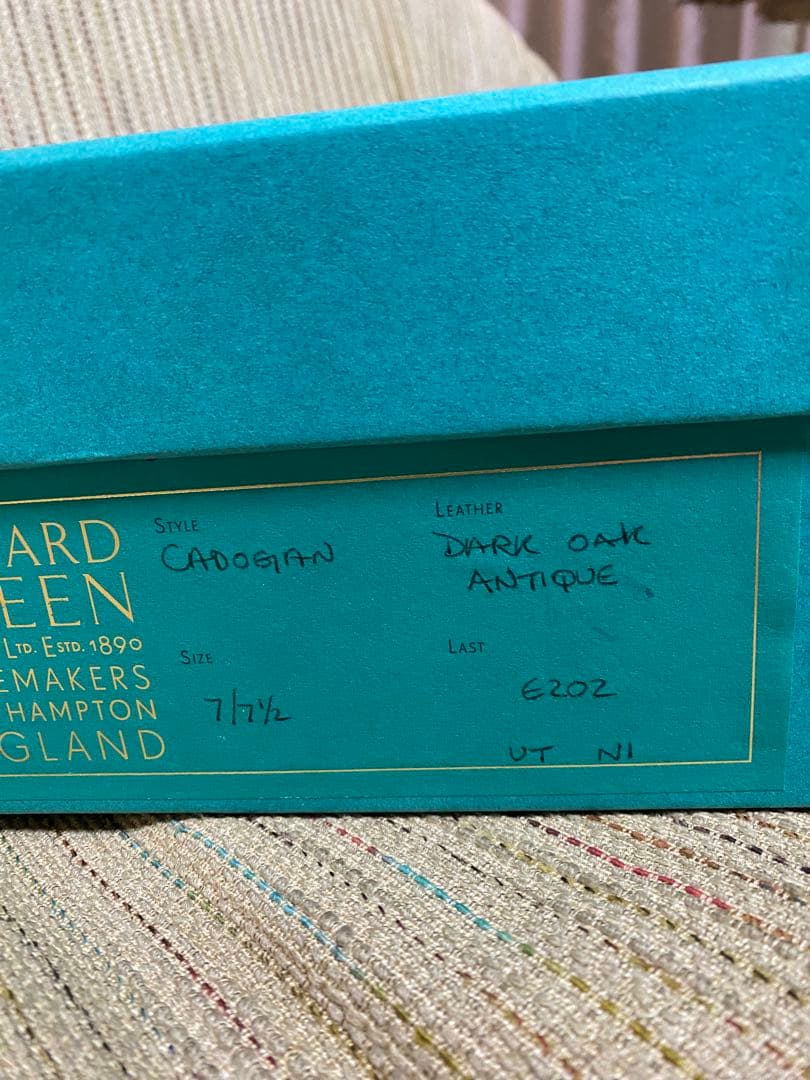 ARD
EEN
LTD. ESTD. 1890
EMAKERS
HAMPTON
GLAND
STYLE
CADOGAN
LEATHER
DARK OAK
ANTIQUE
SIZE
7/7½
LAST
E202
UT N1